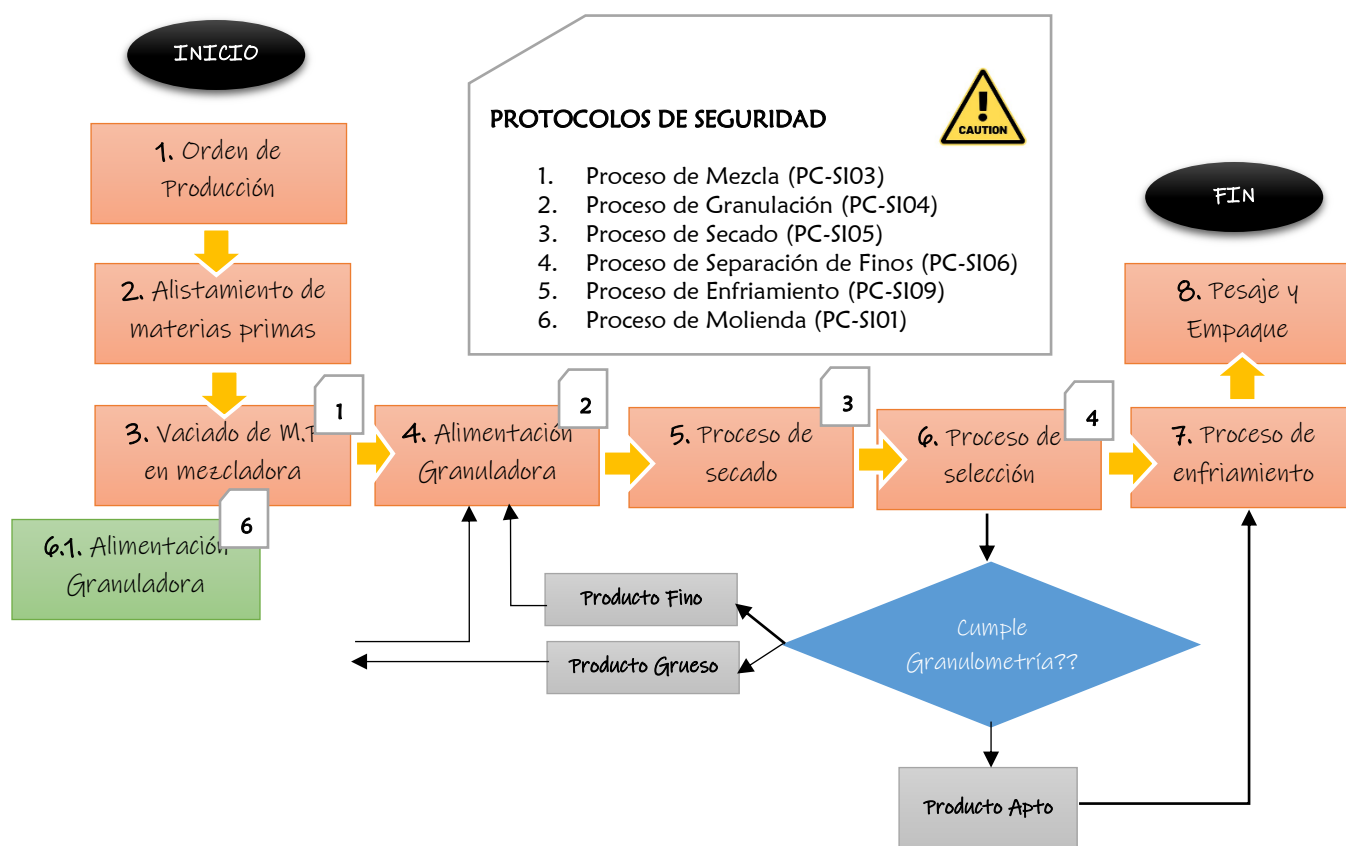 INICIO
1. Orden de
Producción
2. Alistamiento de
materias primas
PROTOCOLOS DE SEGURIDAD
CAUTION
1. Proceso de Mezcla (PC-SI03)
2. Proceso de Granulación (PC-SI04)
3. Proceso de Secado (PC-SI05)
4. Proceso de Separación de Finos (PC-SI06)
5. Proceso de Enfriamiento (PC-SI09)
6. Proceso de Molienda (PC-SI01)
FIN
8. Pesaje y
Empaque
3. Vaciado de M.P
en mezcladora
1
4. Alimentación
Granuladora
2
5. Proceso de
secado
3
6. Proceso de
selección
4
7. Proceso de
enfriamiento
6.1. Alimentación
Granuladora
6
Producto Fino
Producto Grueso
Cumple
Granulometría??
Producto Apto